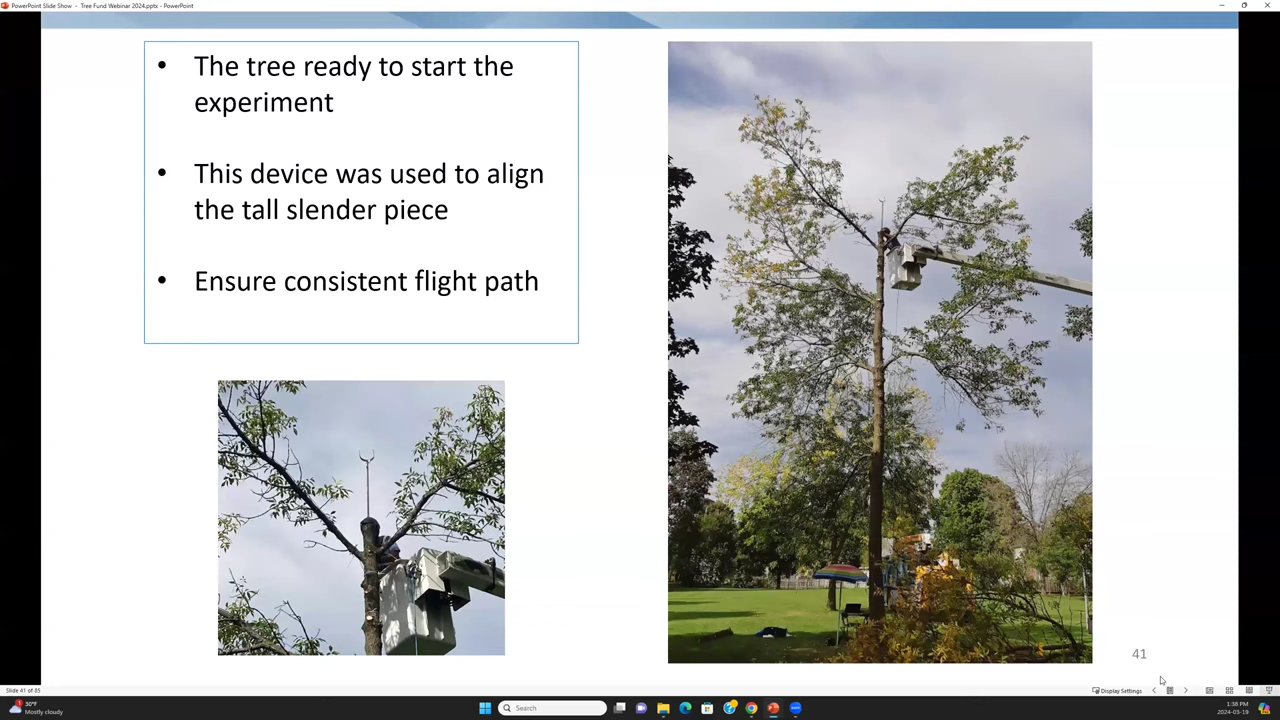 PowerPoint Slide Show - Tree Fund Webinar 2024.pptx - PowerPoint
• The tree ready to start the
experiment
• This device was used to align
the tall slender piece
• Ensure consistent flight path
41
Slide 41 of 85
Display Settings
30°F
Mostly cloudy
Search
1:38 PM
2024-03-19